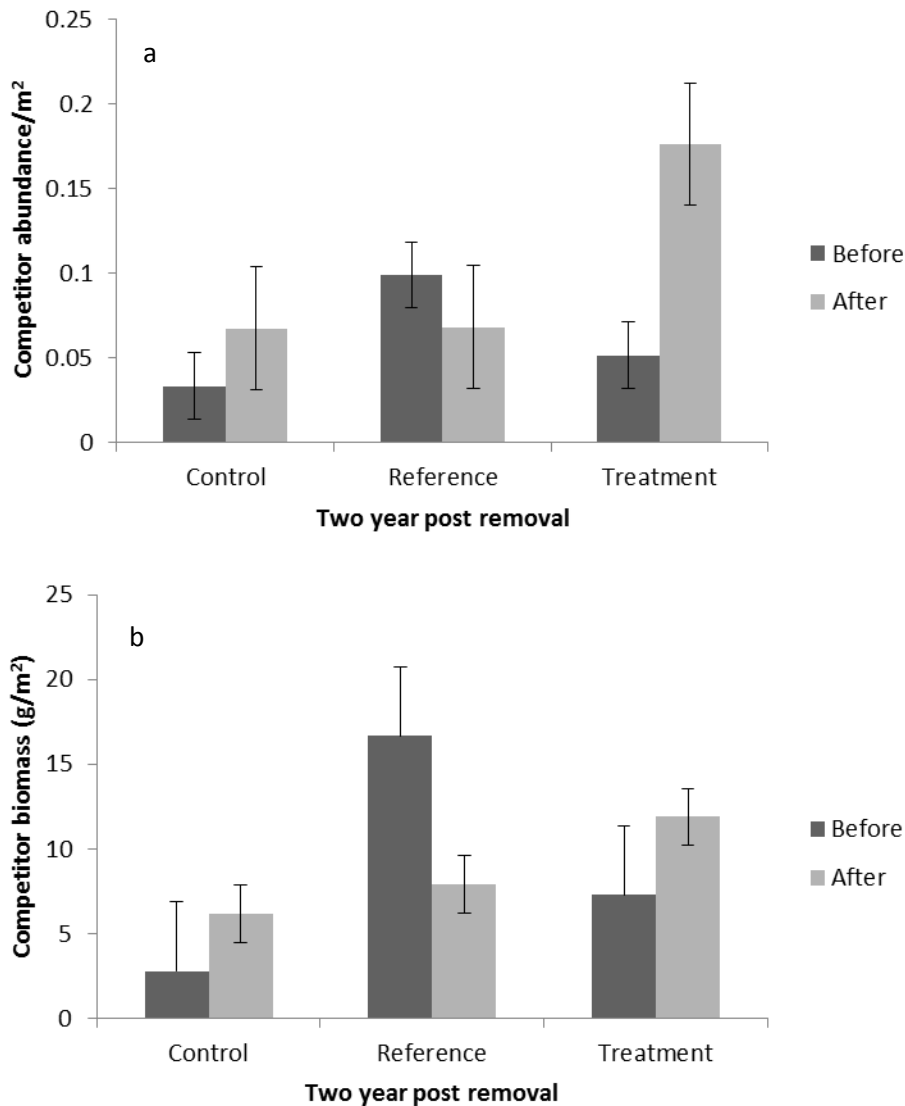 0.25
a
0.2
0.15
0.1
0.05
0
Competitor abundance/m²
Before
After
Control Reference Treatment
Two year post removal
25
b
20
15
10
5
0
Competitor biomass (g/m²)
Before
After
Control Reference Treatment
Two year post removal